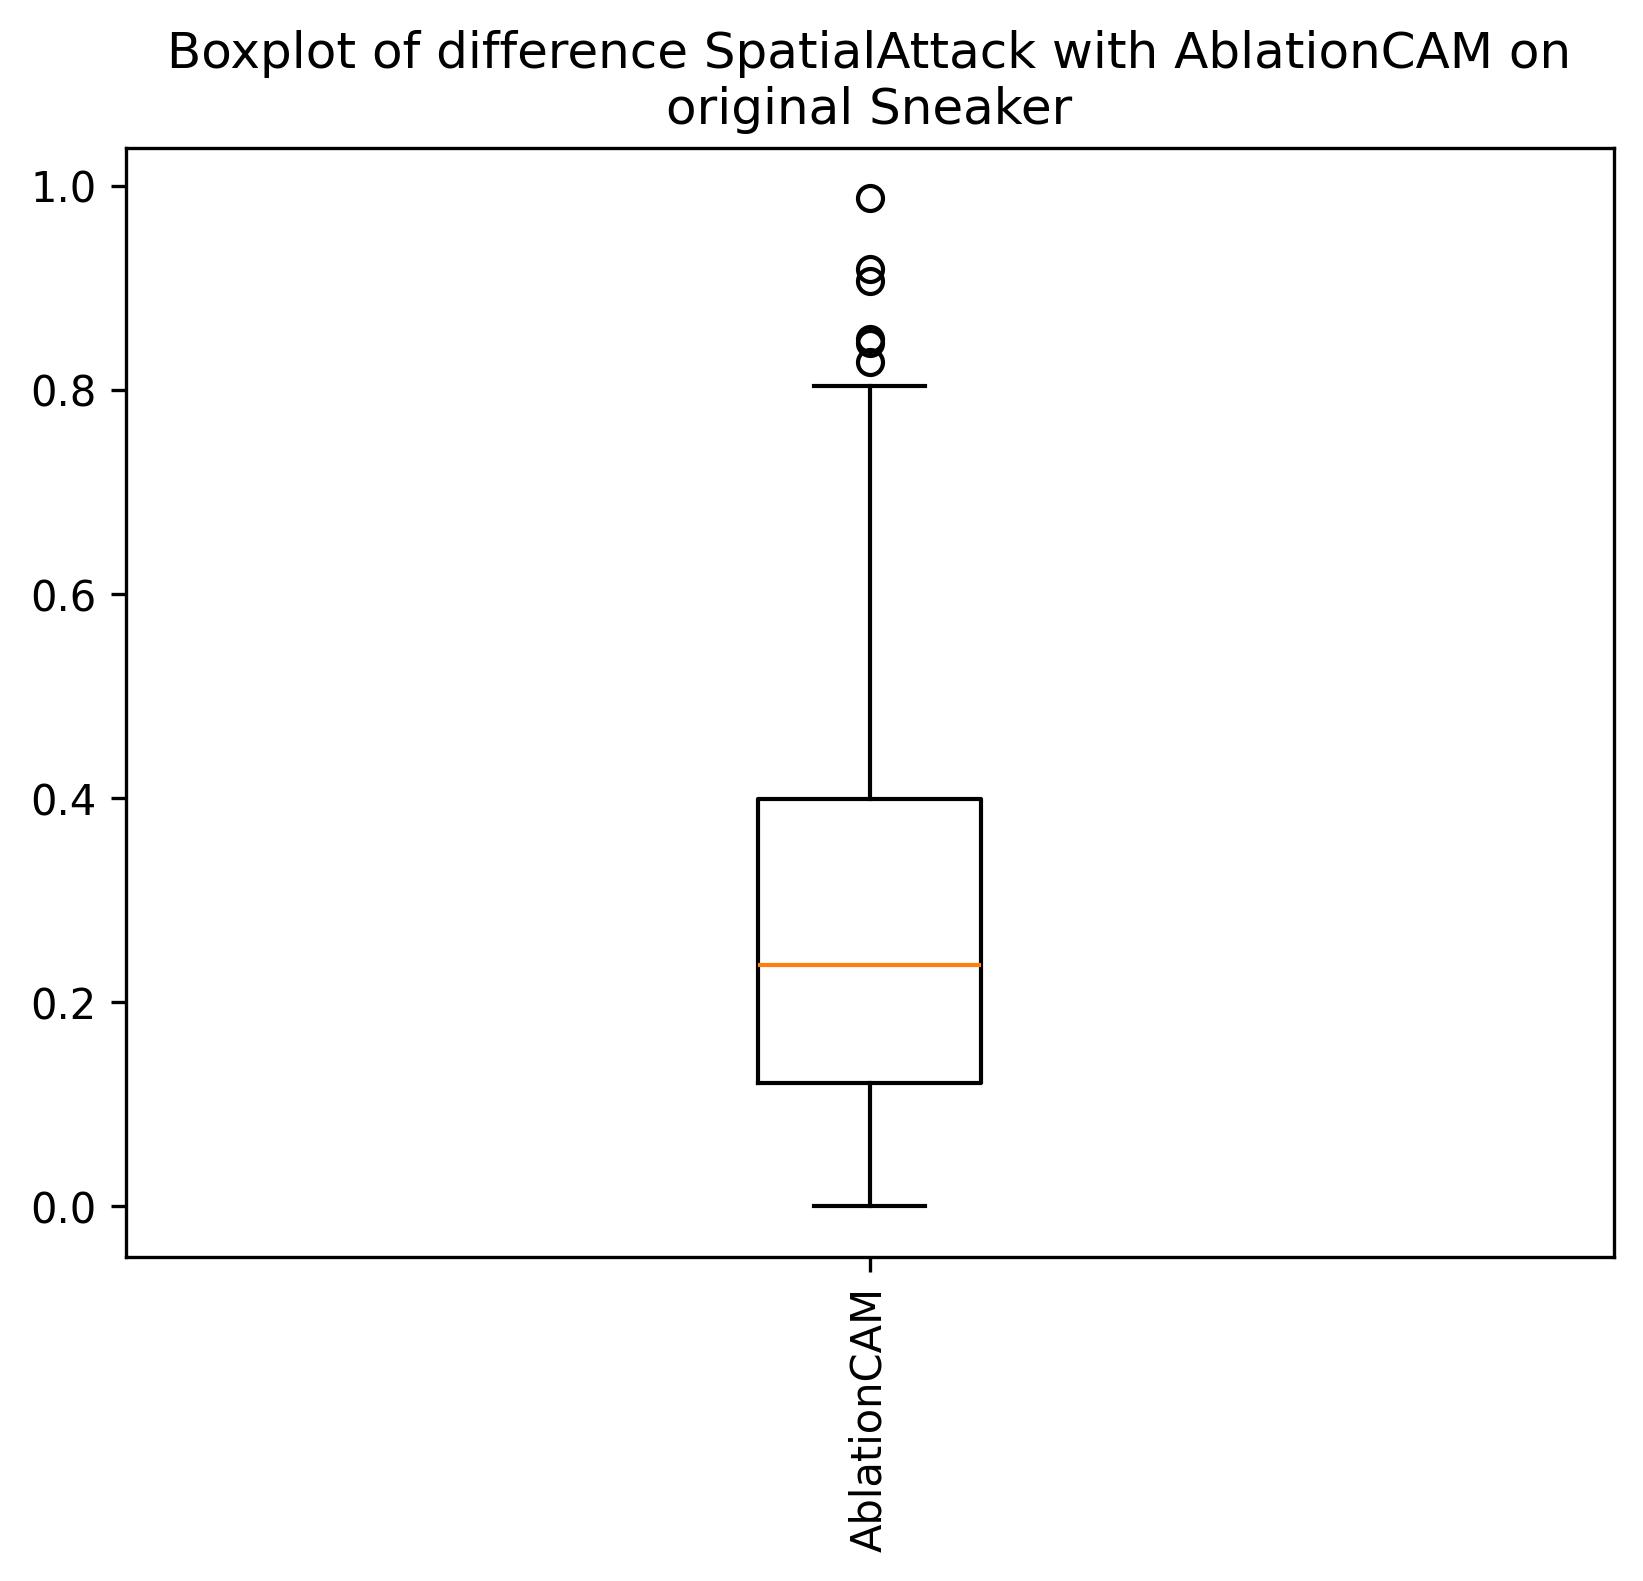 Boxplot of difference SpatialAttack with AblationCAM on
original Sneaker
1.0
0.8
0.6
0.4
0.2
0.0
AblationCAM